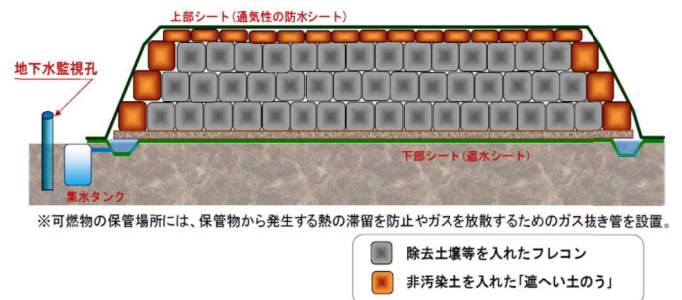 上部シート(通気性の防水シート)
地下水監視孔
下部シート(遮水シート)
集水タンク
※可燃物の保管場所には、保管物から発生する熱の滞留を防止やガスを放散するためのガス抜き管を設置。
除去土壌等を入れたフレコン
非汚染土を入れた「遮へい土のう」